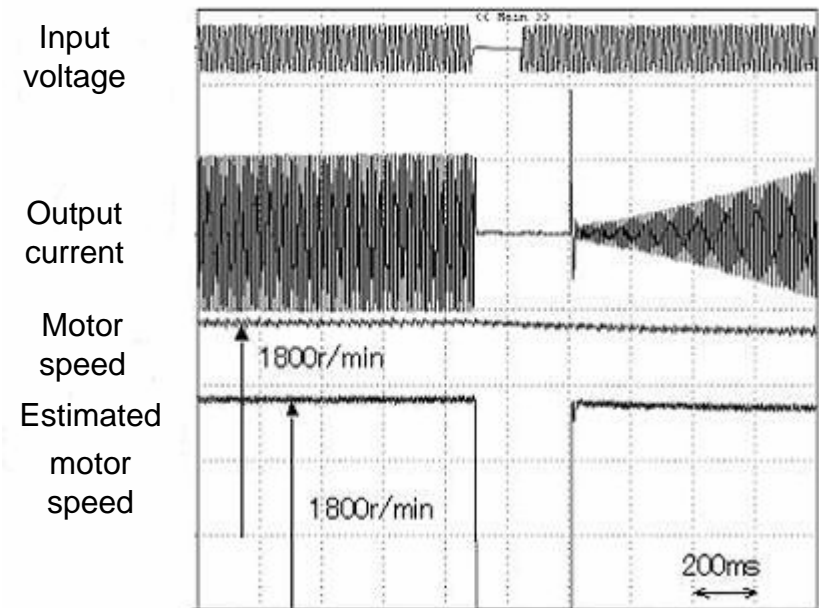 << Main >>
Input
voltage
Output
current
Motor
speed
1800r/min
Estimated
motor
speed
1800r/min
200ms